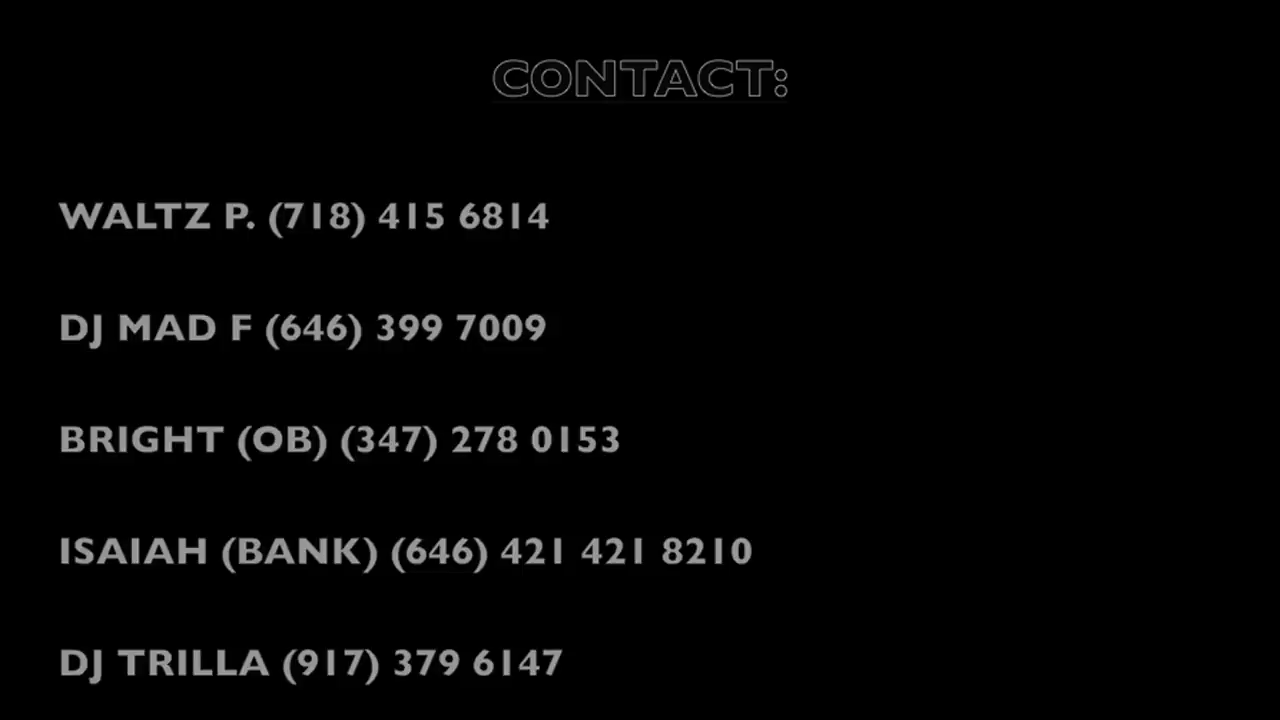 CONTACT:
WALTZ P. (718) 415 6814
DJ MAD F (646) 399 7009
BRIGHT (OB) (347) 278 0153
ISAIAH (BANK) (646) 421 421 8210
DJ TRILLA (917) 379 6147